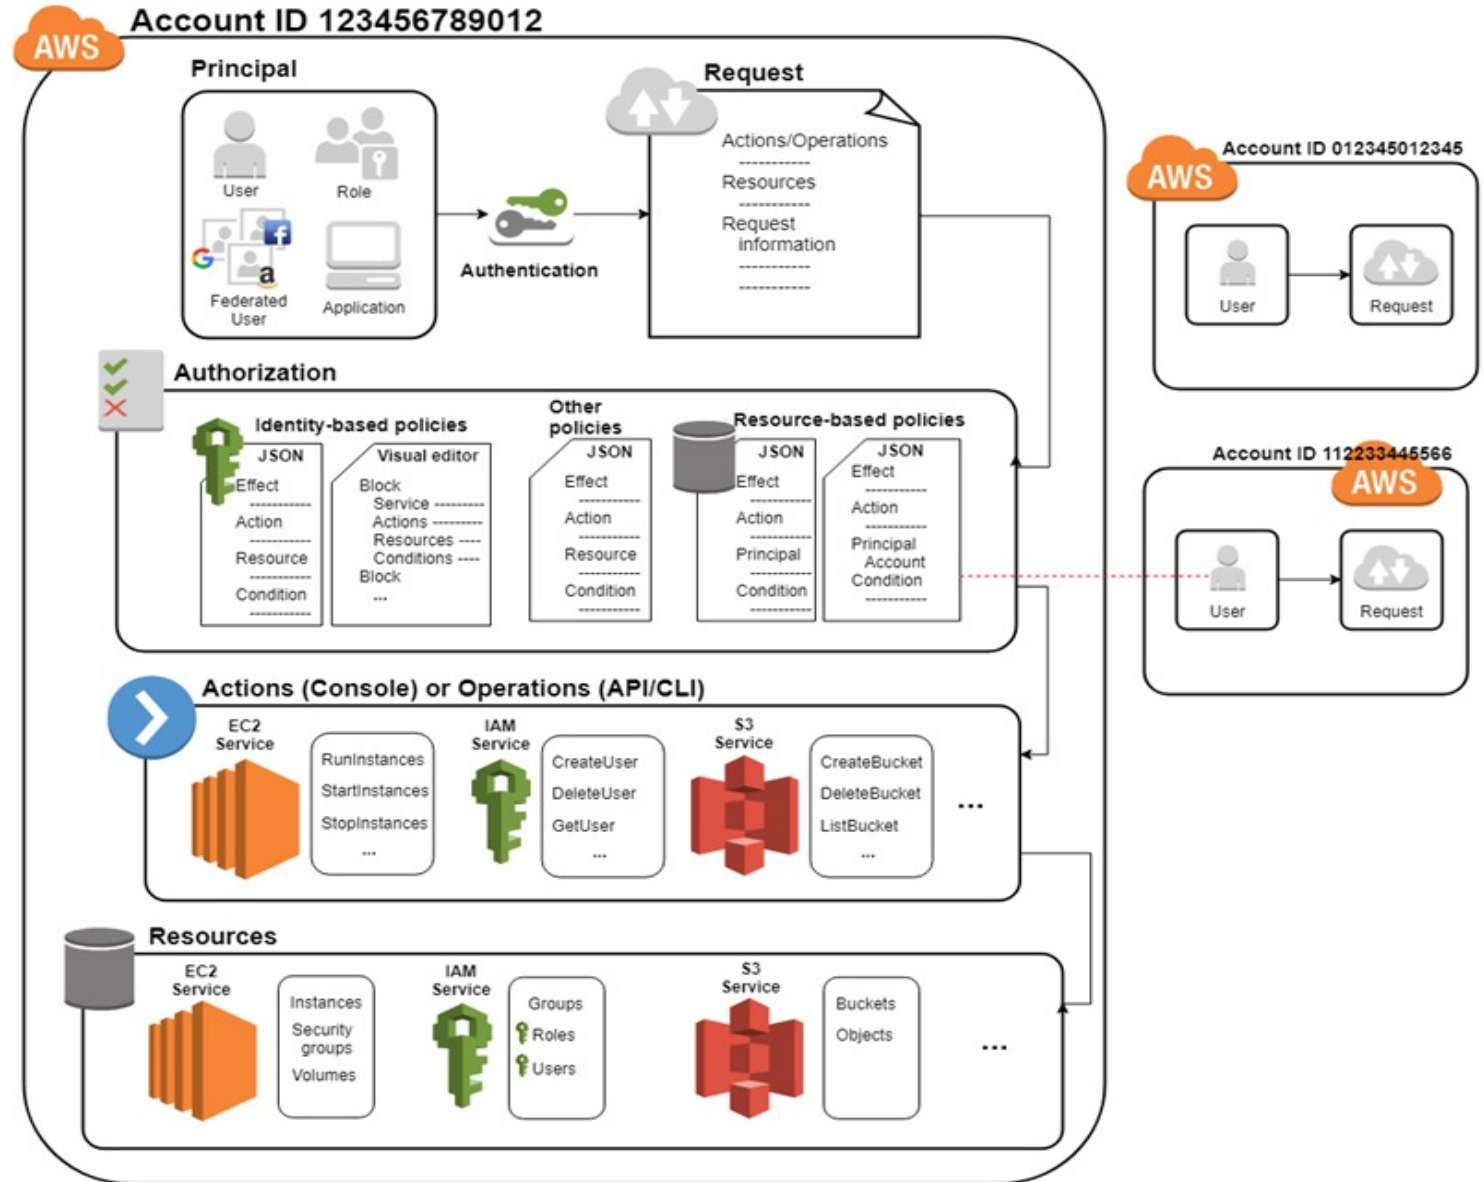 Account ID 123456789012
AWS
Principal
Request
User
Role
Federated
User
Application
Authentication
Actions/Operations
-----------
Resources
-----------
Request
information
-----------
-----------
Account ID 012345012345
AWS
User
Request
Authorization
Identity-based policies
JSON
Effect
-----------
Action
-----------
Resource
-----------
Condition
-----------
Visual editor
Block
Service ---------
Actions ---------
Resources ----
Conditions ----
Block
...
Other
policies
JSON
Effect
-----------
Action
-----------
Resource
-----------
Condition
-----------
Resource-based policies
JSON
Effect
-----------
Action
-----------
Principal
-----------
Condition
-----------
JSON
Effect
-----------
Action
-----------
Principal
Account
Condition
-----------
Account ID 112233445566
AWS
User
Request
Actions (Console) or Operations (API/CLI)
EC2
Service
RunInstances
StartInstances
StopInstances
...
IAM
Service
CreateUser
DeleteUser
GetUser
...
S3
Service
CreateBucket
DeleteBucket
ListBucket
...
...
Resources
EC2
Service
Instances
Security
groups
Volumes
IAM
Service
Groups
Roles
Users
S3
Service
Buckets
Objects
...